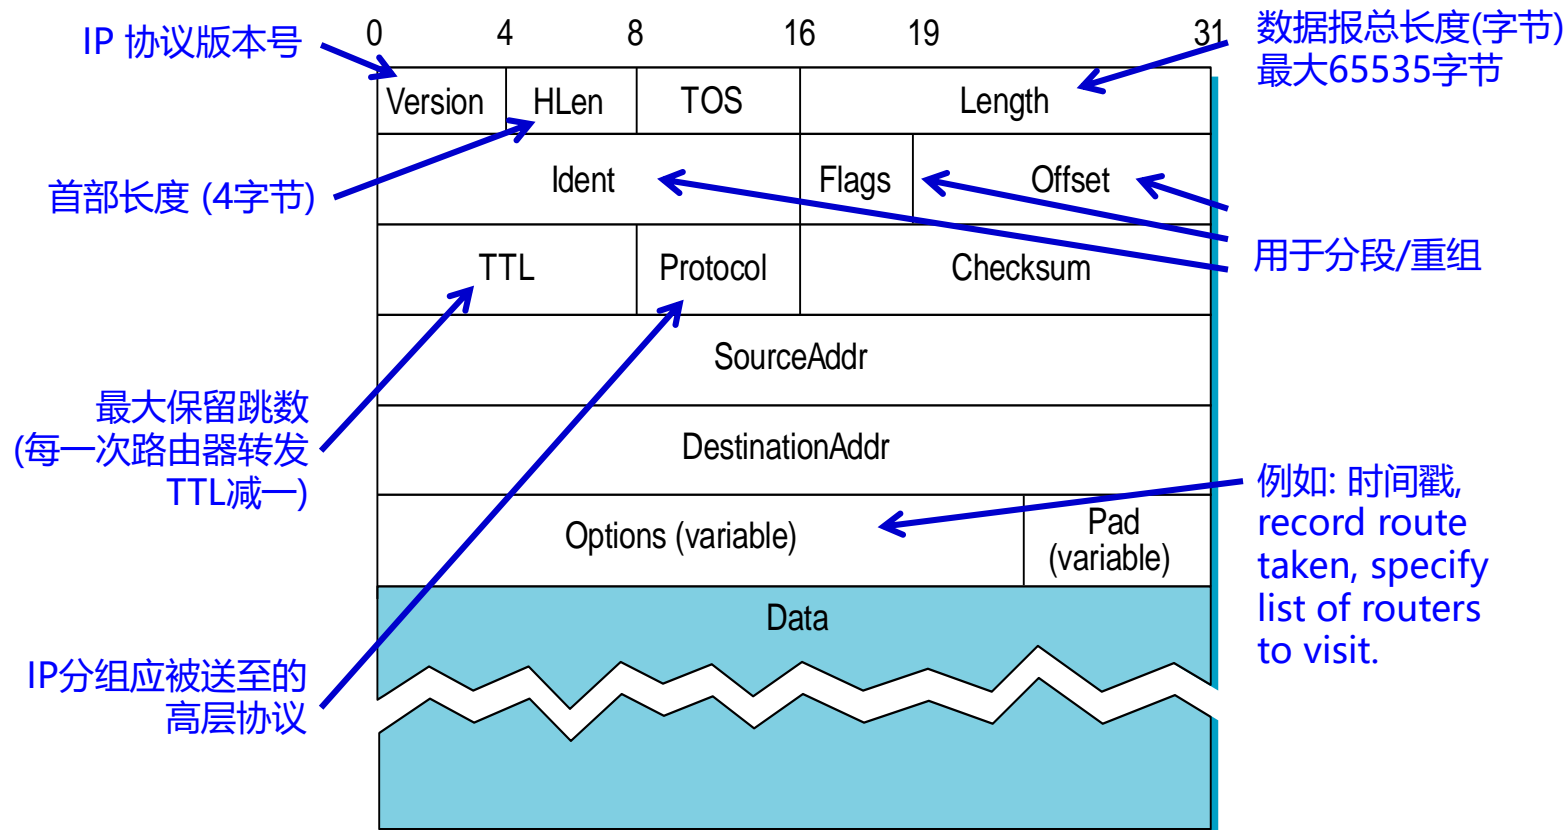 0 4 8 16 19 31
IP 协议版本号
数据报总长度(字节)
最大65535字节
Version HLen TOS Length
首部长度 (4字节)
Ident Flags Offset
用于分段/重组
TTL Protocol Checksum
SourceAddr
最大保留跳数
(每一次路由器转发
TTL减一)
DestinationAddr
例如: 时间戳,
record route
taken, specify
list of routers
to visit.
Options (variable)
Pad
(variable)
Data
IP分组应被送至的
高层协议